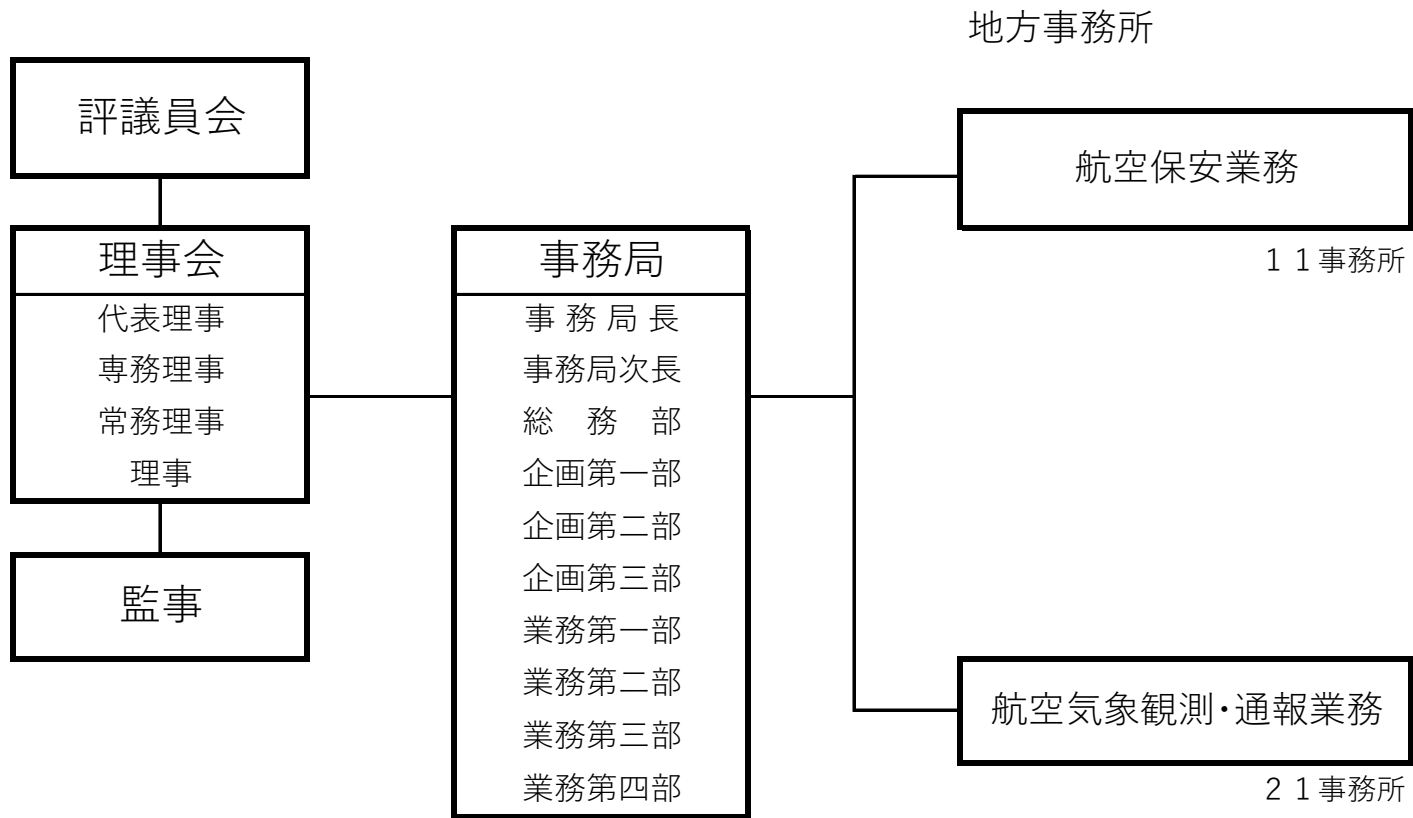 地方事務所
評議員会
理事会
代表理事
専務理事
常務理事
理事
監事
事務局
事 務 局 長
事務局次長
総　務　部
企画第一部
企画第二部
企画第三部
業務第一部
業務第二部
業務第三部
業務第四部
航空保安業務
１１事務所
航空気象観測・通報業務
２１事務所